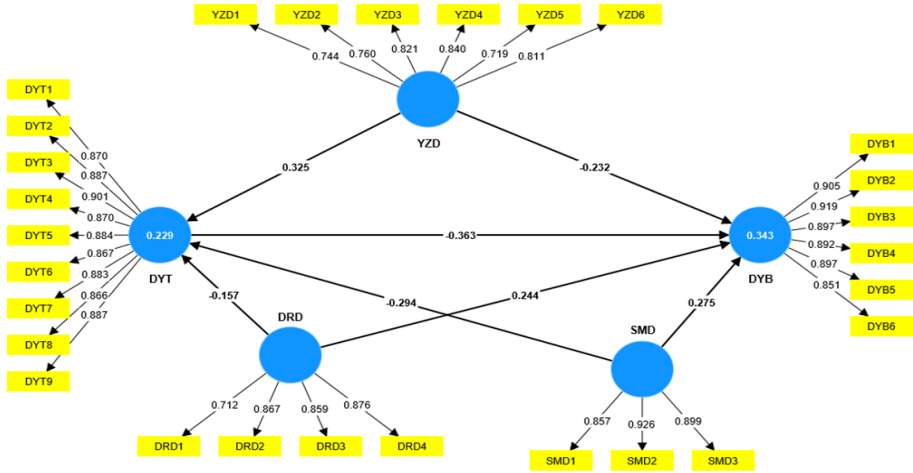 YZD1 YZD2 YZD3 YZD4 YZD5 YZD6
0.744 0.760 0.821 0.840 0.719 0.811
YZD
DYT1
DYT2
DYT3
DYT4
DYT5
DYT6
DYT7
DYT8
DYT9
0.870
0.887
0.901
0.870
0.884
0.867
0.883
0.866
0.887
0.229
DYT
0.325
-0.232
-0.363
-0.157
-0.294
0.244
0.275
DYB1
DYB2
DYB3
DYB4
DYB5
DYB6
0.905
0.919
0.897
0.892
0.897
0.851
0.343
DYB
DRD
0.712 0.867 0.859 0.876
DRD1 DRD2 DRD3 DRD4
SMD
0.857 0.926 0.899
SMD1 SMD2 SMD3